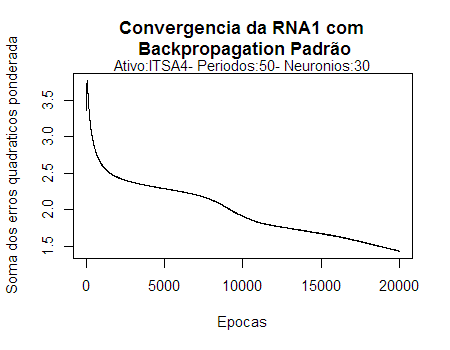 Convergencia da RNA1 com
Backpropagation Padrão
Ativo:ITSA4- Periodos:50- Neuronios:30
Soma dos erros quadraticos ponderada
3.5
3.0
2.5
2.0
1.5
0 5000 10000 15000 20000
Epocas